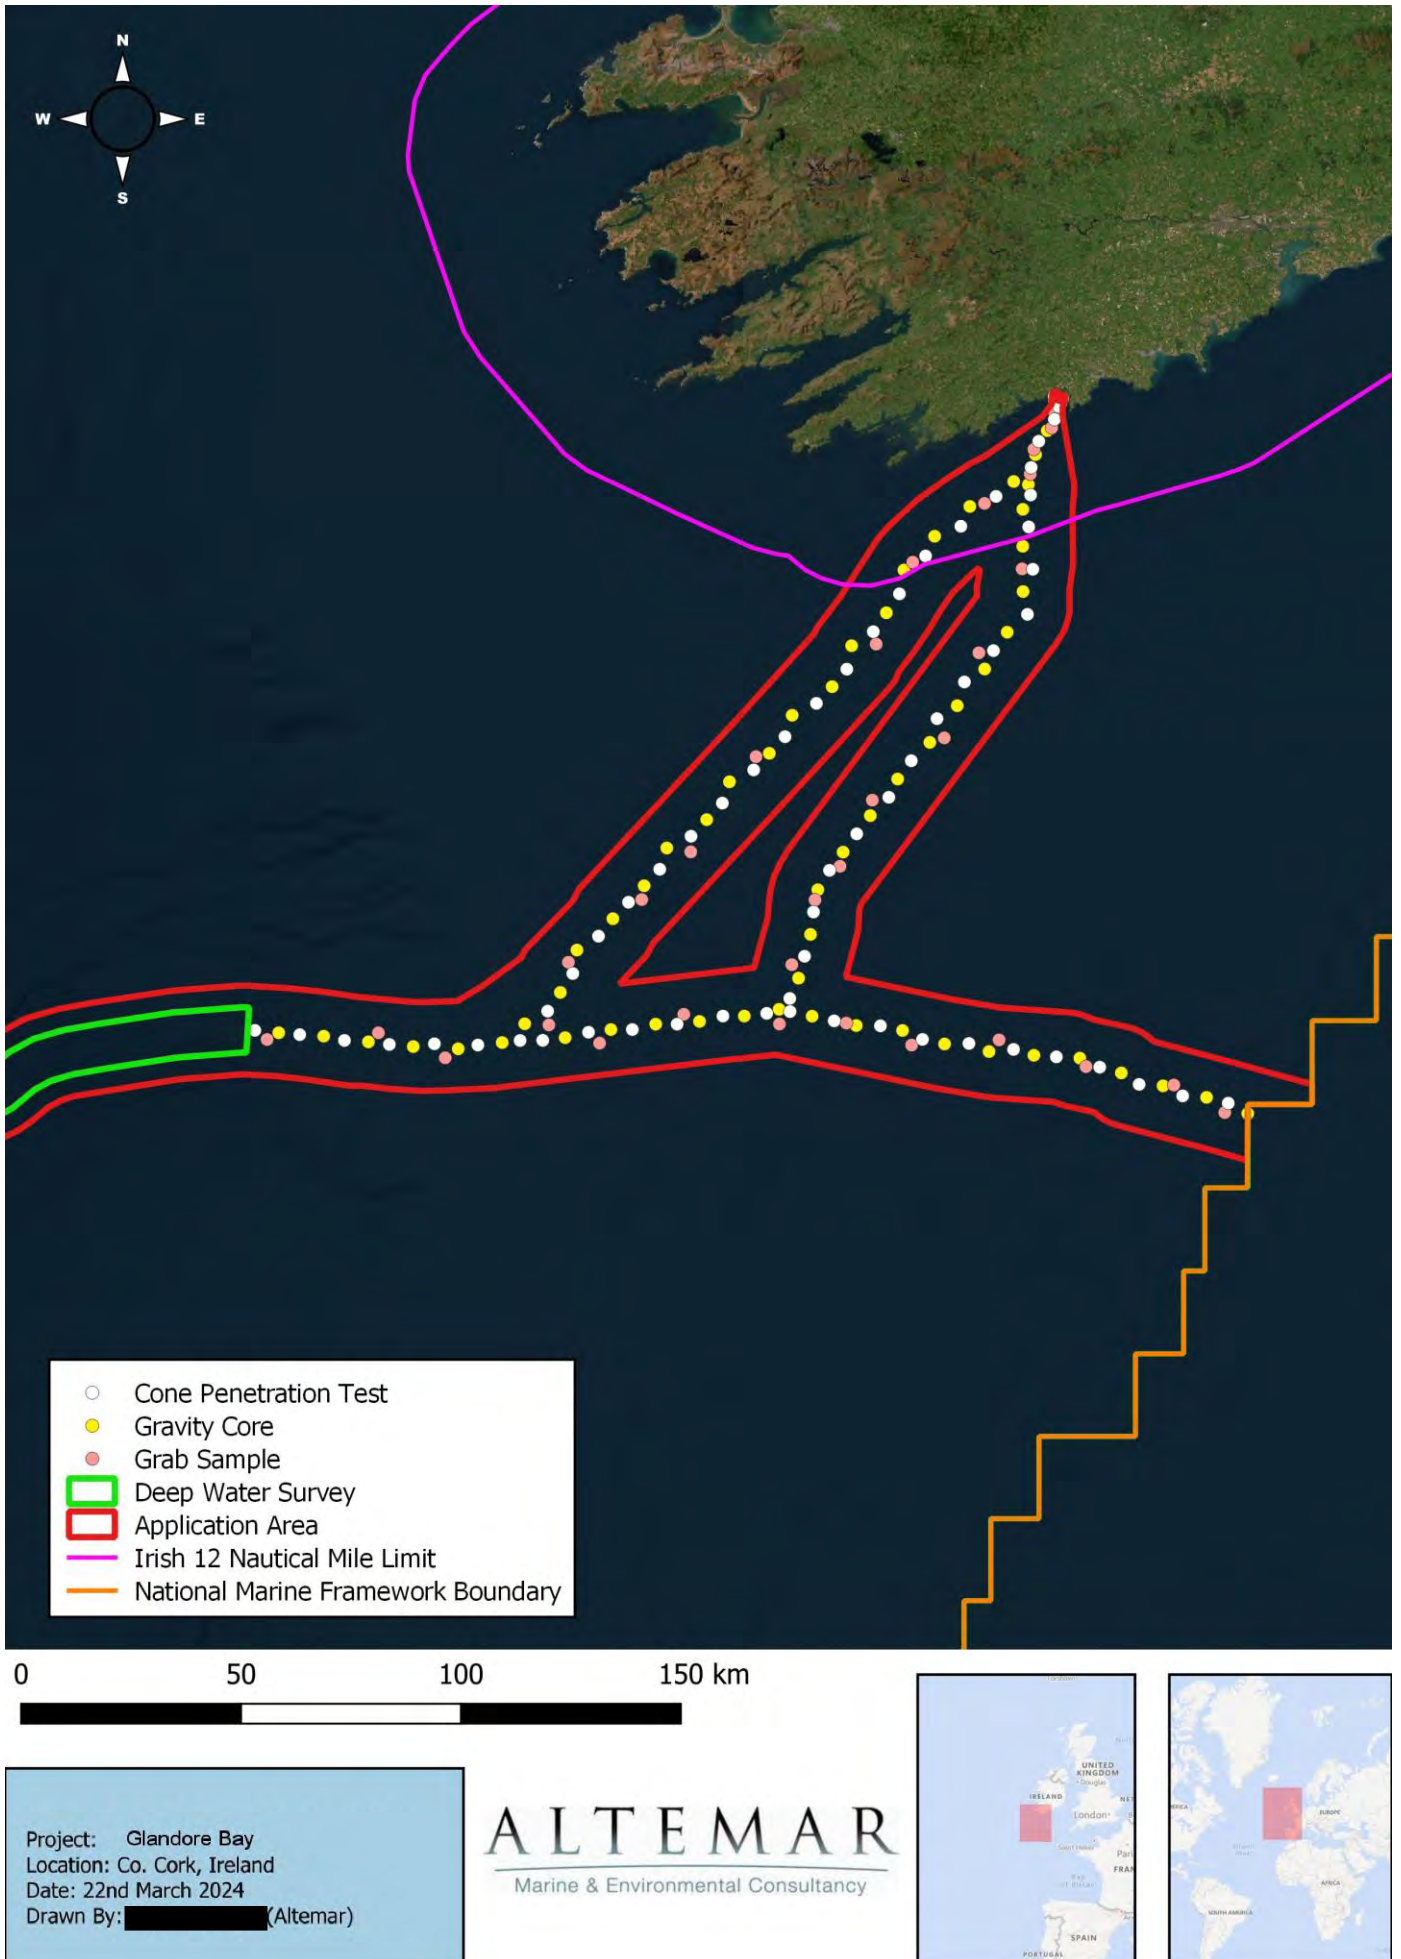 N
W E
S
Cone Penetration Test
Gravity Core
Grab Sample
Deep Water Survey
Application Area
Irish 12 Nautical Mile Limit
National Marine Framework Boundary
0 50 100 150 km
Project: Glandore Bay
Location: Co. Cork, Ireland
Date: 22nd March 2024
Drawn By: (Altemar)
ALTEMAR
Marine & Environmental Consultancy
UNITED
KINGDOM
Douglas
IRELAND
London
SPAIN
PORTUGAL
EUROPE
AFRICA
SOUTH AMERICA